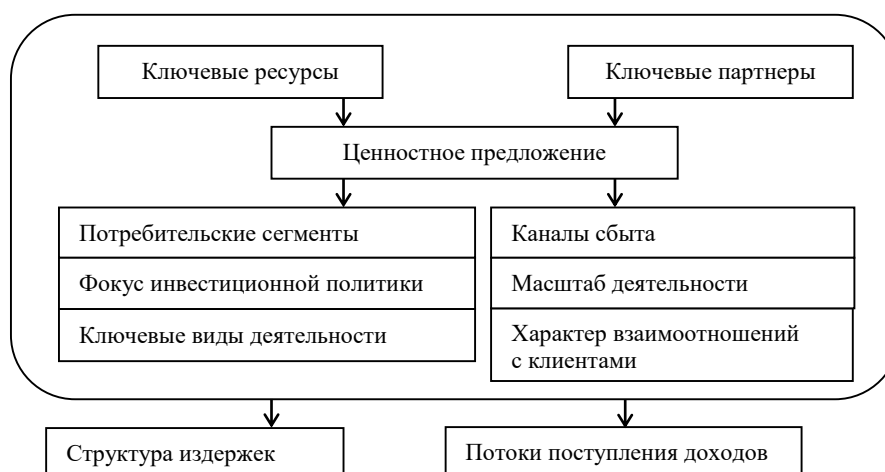 Ключевые ресурсы
Ключевые партнеры
Ценностное предложение
Потребительские сегменты
Фокус инвестиционной политики
Ключевые виды деятельности
Каналы сбыта
Масштаб деятельности
Характер взаимоотношений
с клиентами
Структура издержек
Потоки поступления доходов